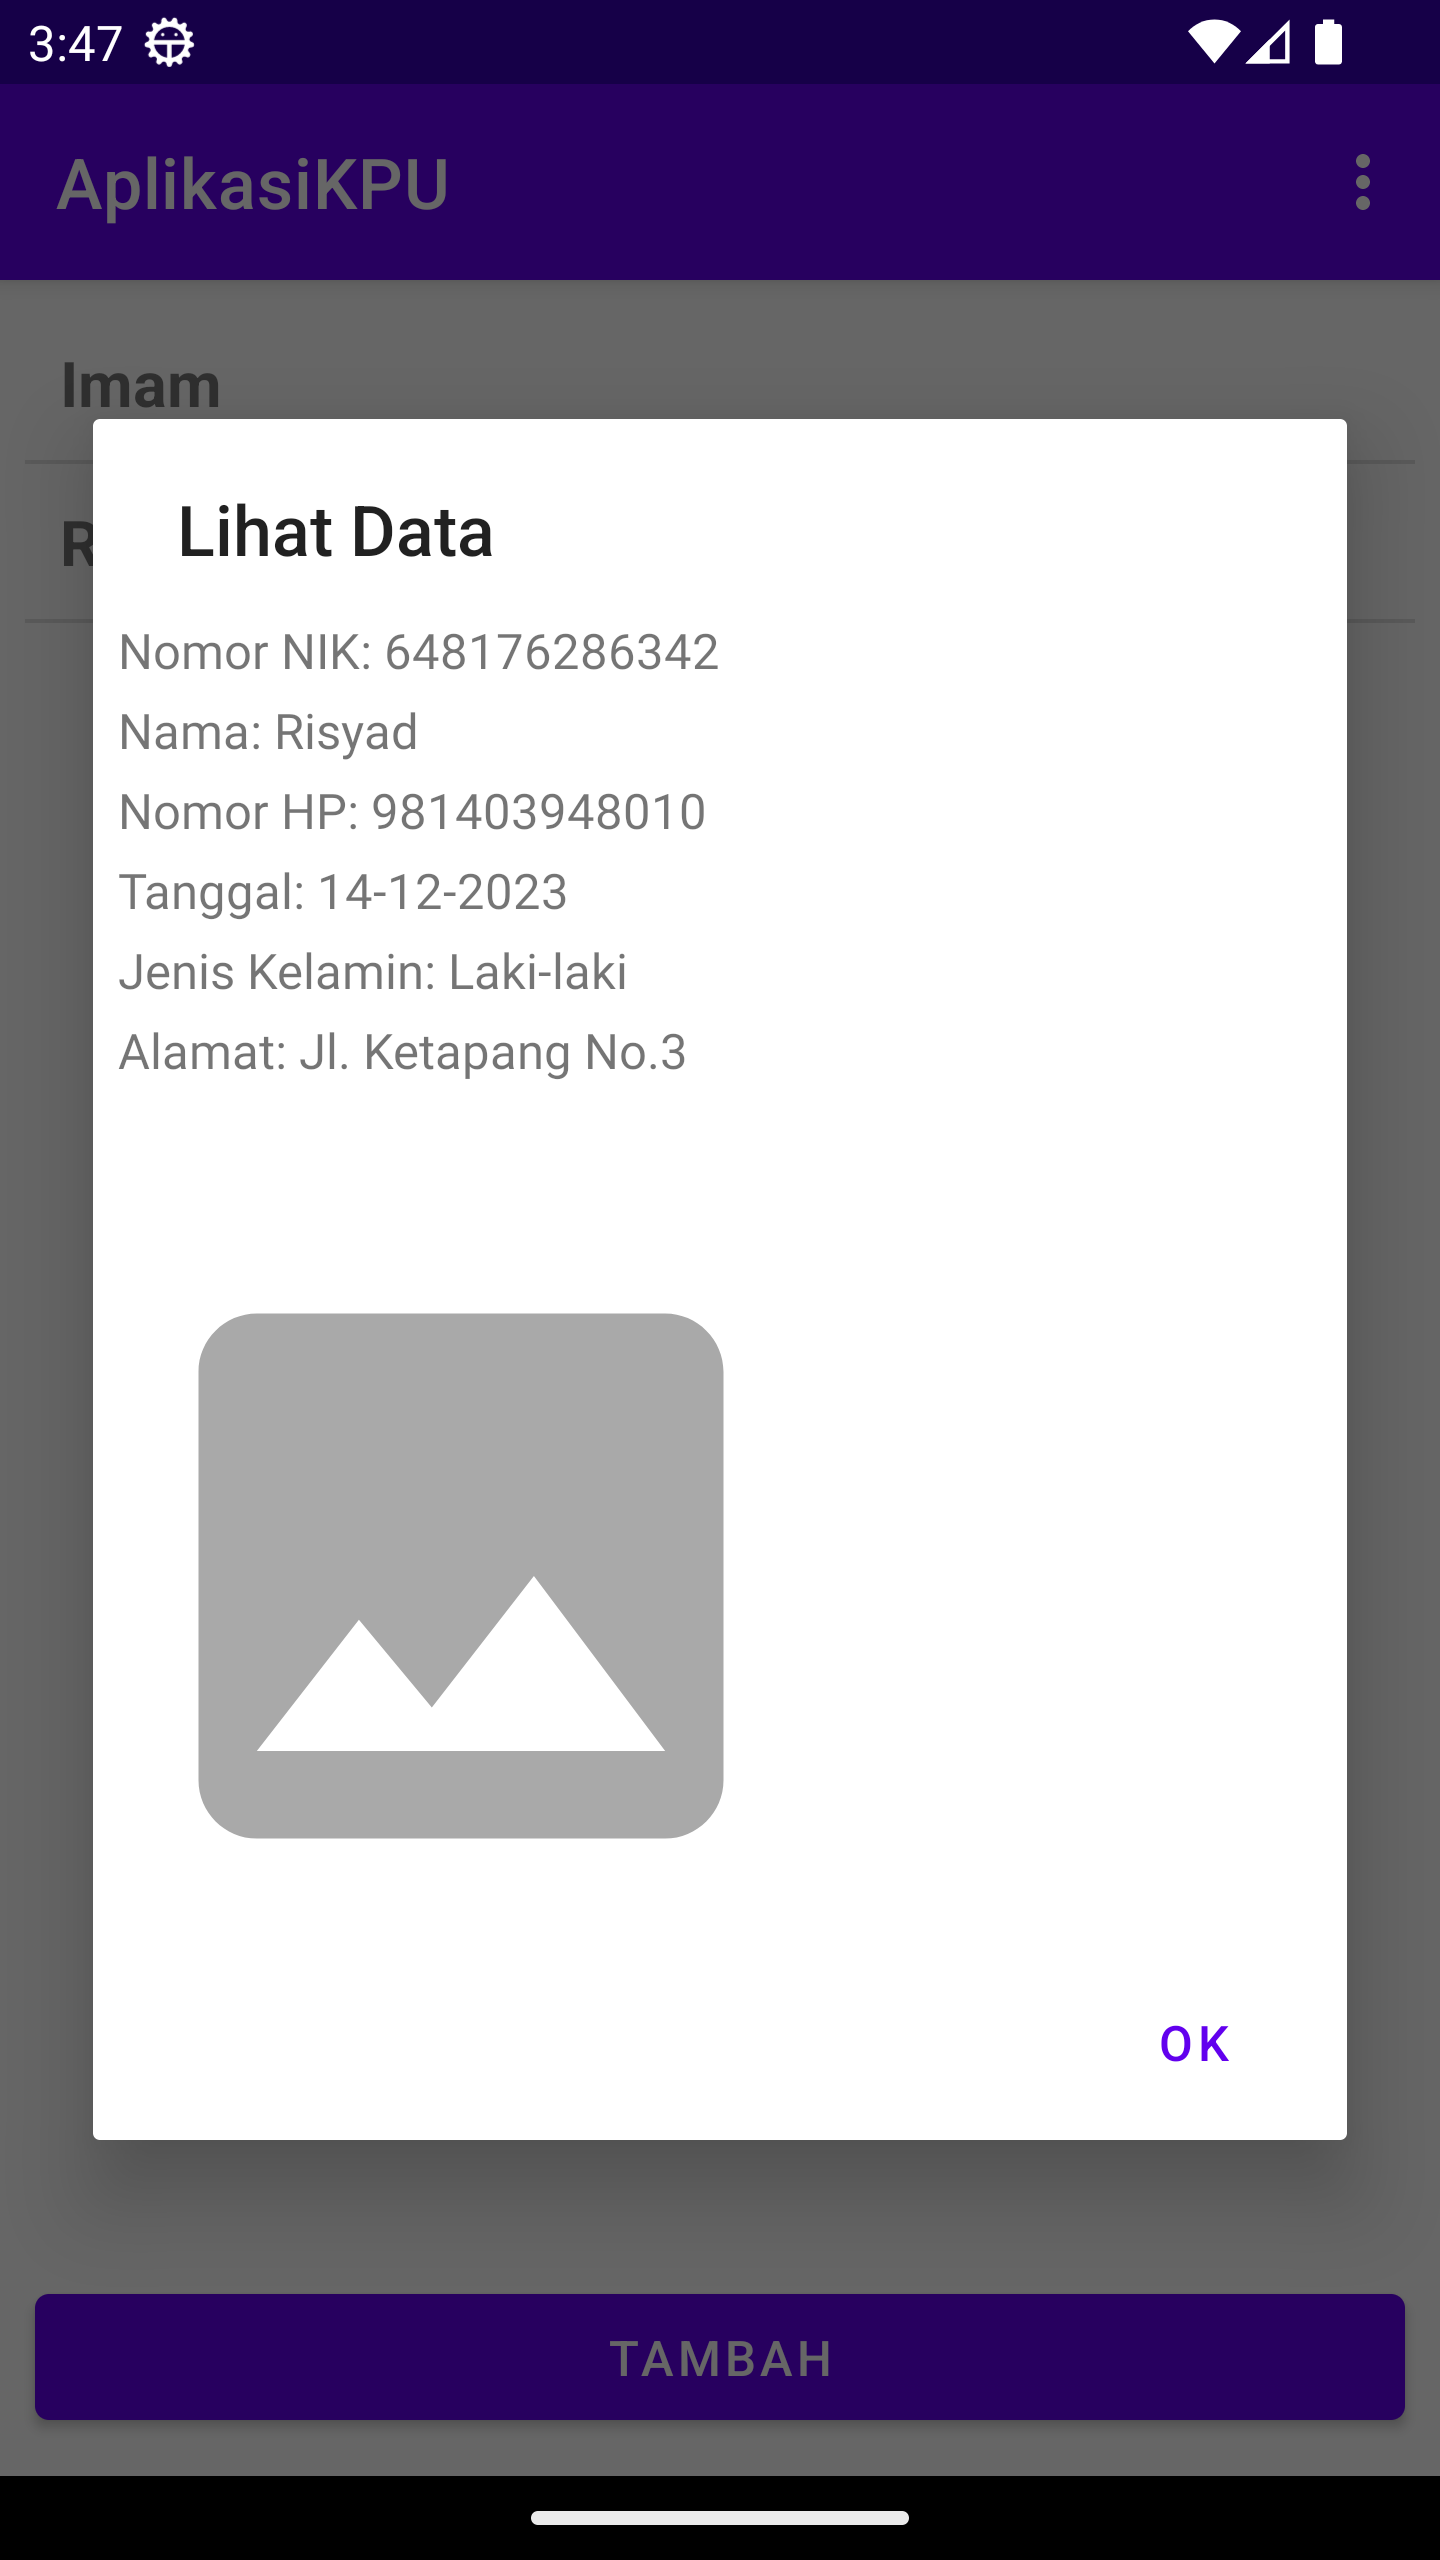 3:47
AplikasiKPU
Imam
R
Lihat Data
Nomor NIK: 648176286342
Nama: Risyad
Nomor HP: 981403948010
Tanggal: 14-12-2023
Jenis Kelamin: Laki-laki
Alamat: Jl. Ketapang No.3
OK
TAMBAH